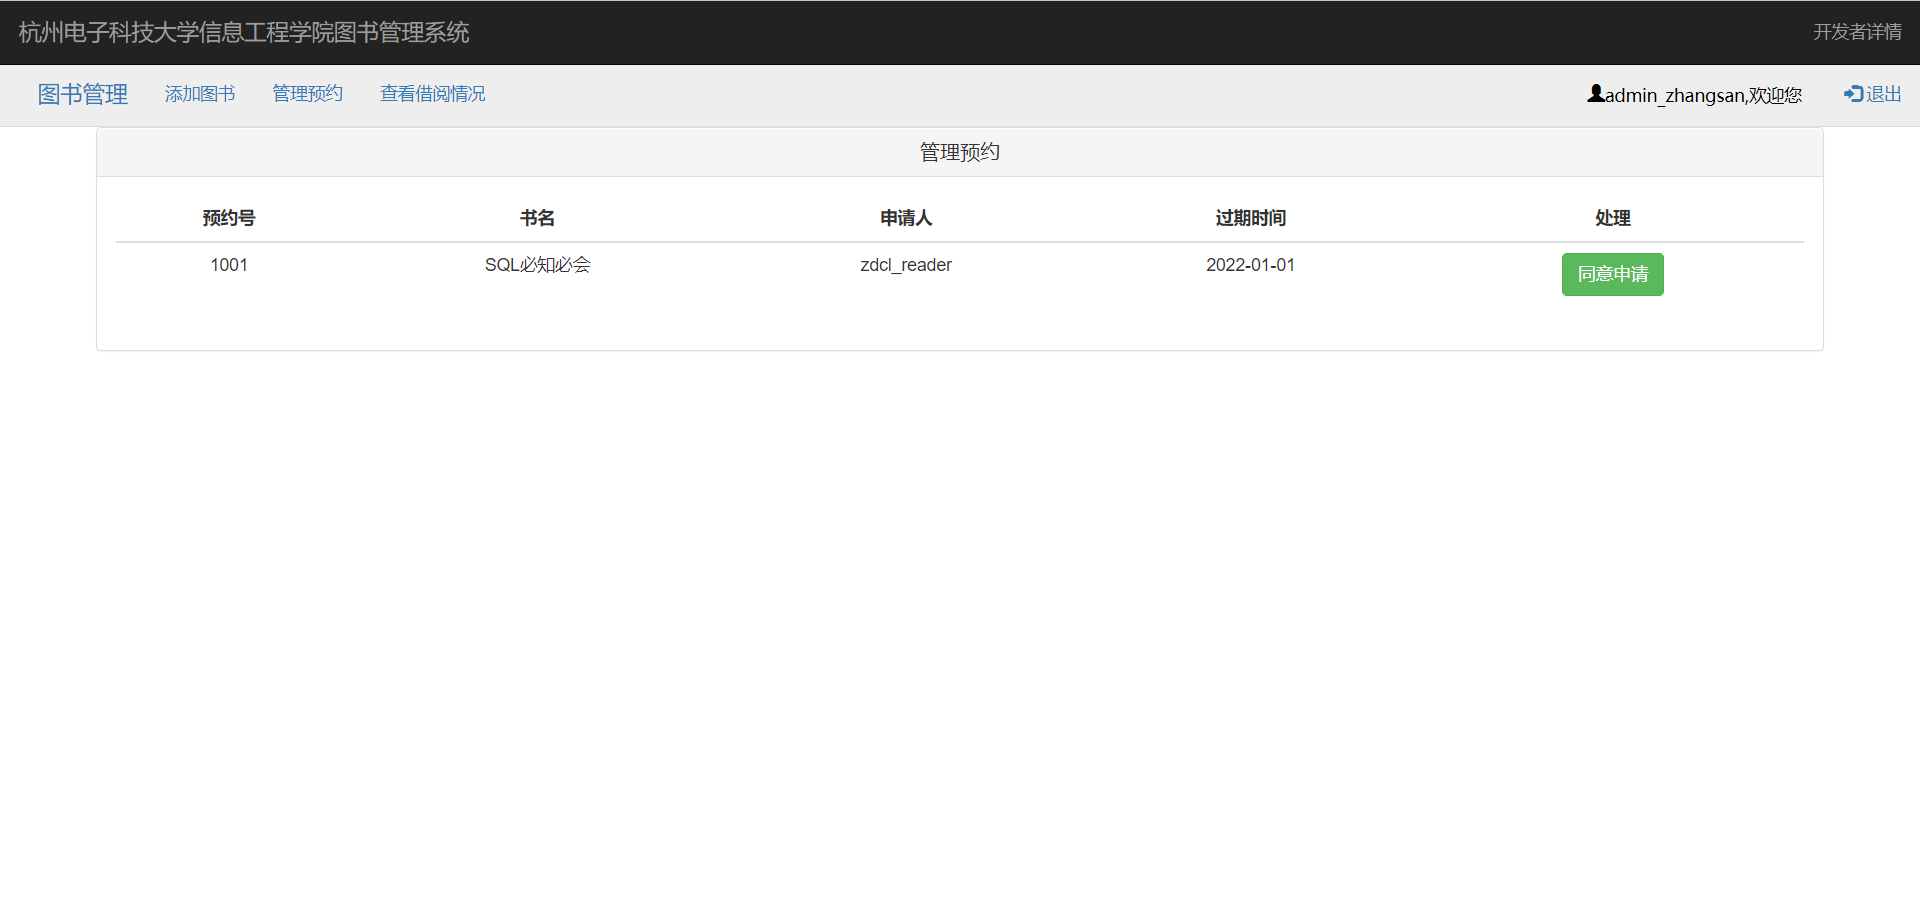 杭州电子科技大学信息工程学院图书管理系统 开发者详情
图书管理 添加图书 管理预约 查看借阅情况 admin_zhangsan,欢迎您 退出
管理预约
预约号 书名 申请人 过期时间 处理
1001 SQL必知必会 zdcl_reader 2022-01-01 同意申请